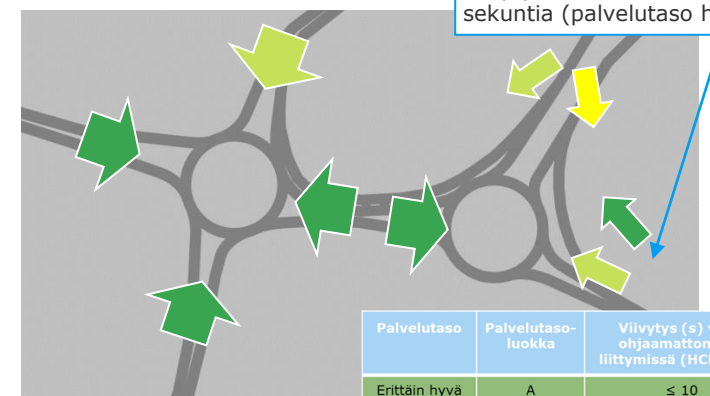 sekuntia (palvelutaso h
Palvelutaso
Palvelutaso-
luokka
Viivytys (s) v
ohjaamatton
liittymissä (HC
Erittäin hyvä
A
≤ 10